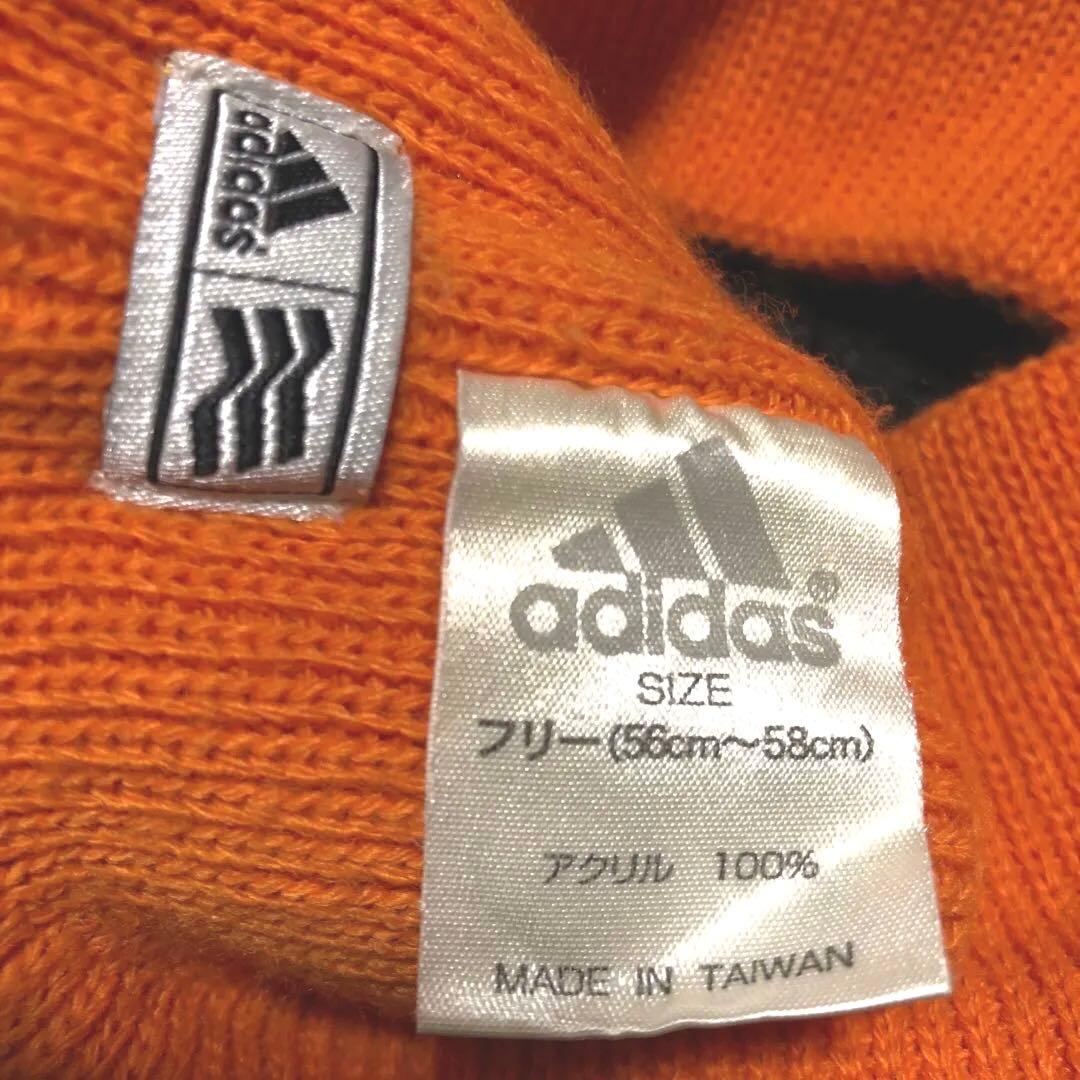 adidas
adidas®
SIZE
フリー(56cm〜58cm)
アクリル 100%
MADE IN TAIWAN